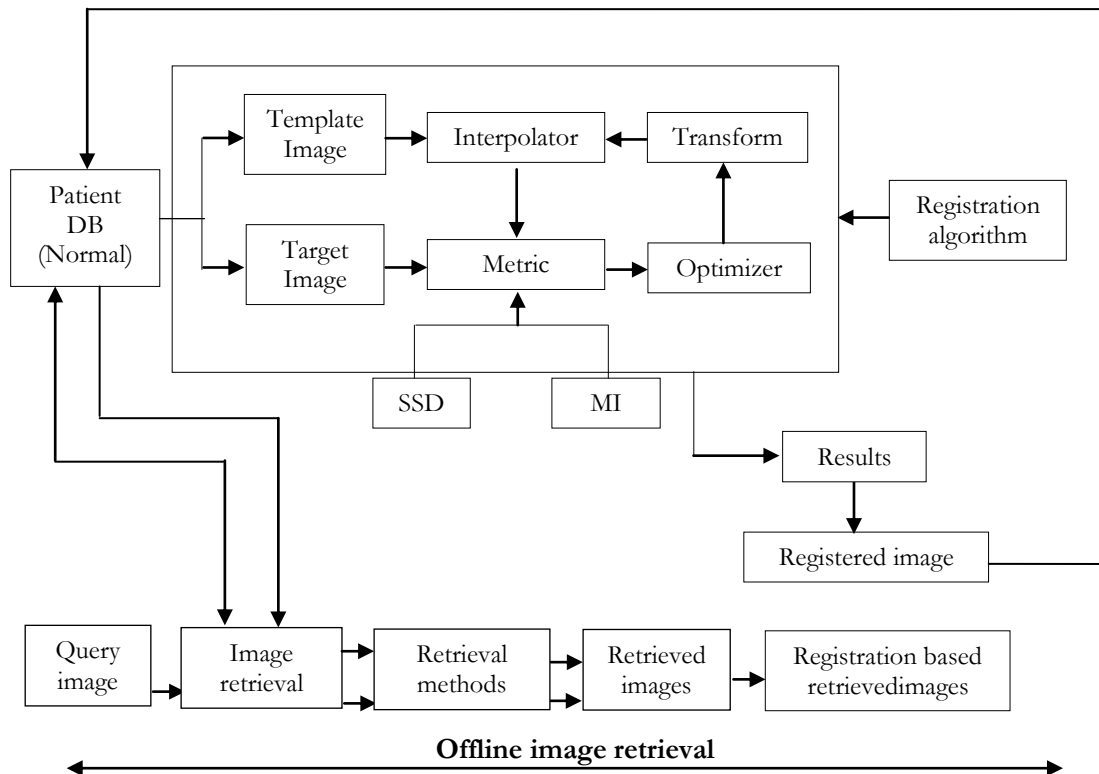 Template
Image
Interpolator
Transform
Patient
DB
(Normal)
Registration
algorithm
Target
Image
Metric
Optimizer
SSD
MI
Results
Registered image
Query
image
Image
retrieval
Retrieval
methods
Retrieved
images
Registration based
retrievedimages
Offline image retrieval